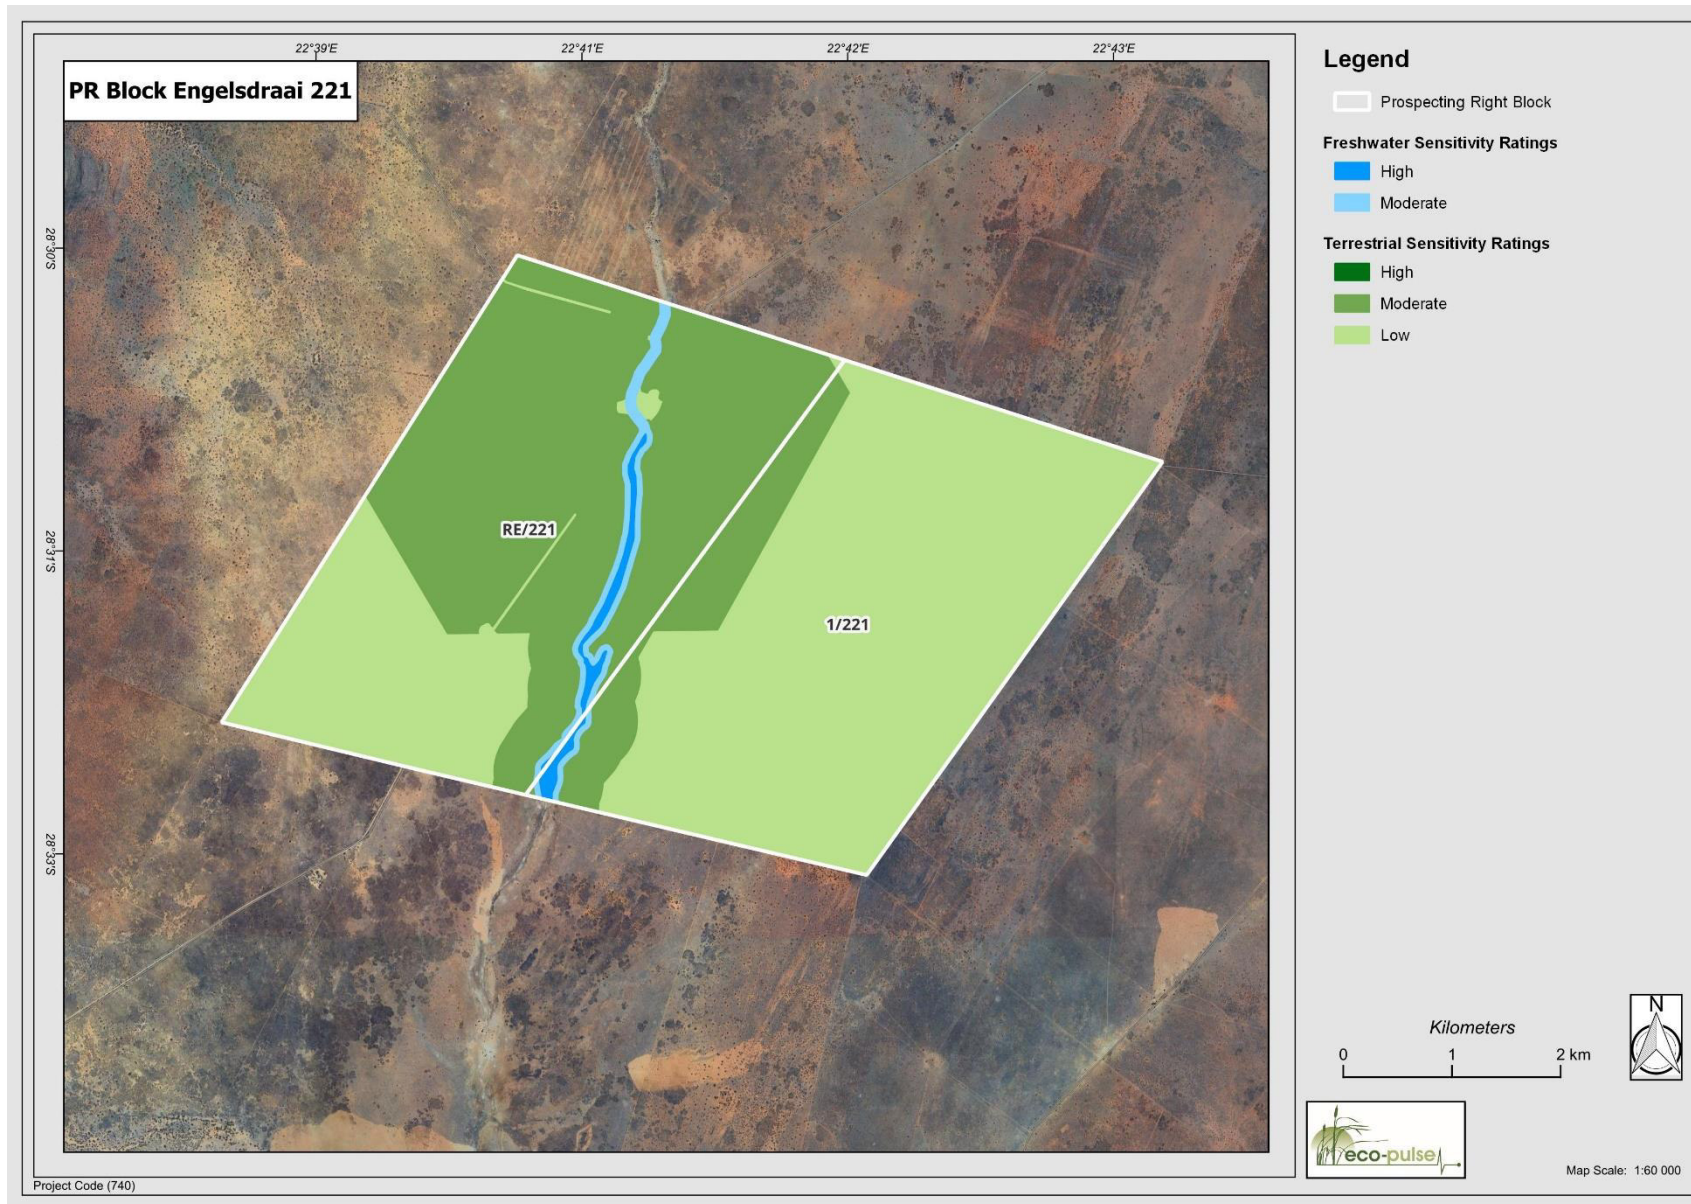 22°39'E
22°41'E
22°42'E
22°43'E
PR Block Engelsdraai 221
28°30'S
28°31'S
28°33'S
RE/221
1/221
Legend
Prospecting Right Block
Freshwater Sensitivity Ratings
High
Moderate
Terrestrial Sensitivity Ratings
High
Moderate
Low
Kilometers
0 1 2 km
N
eco-pulse
Map Scale: 1:60 000
Project Code (740)